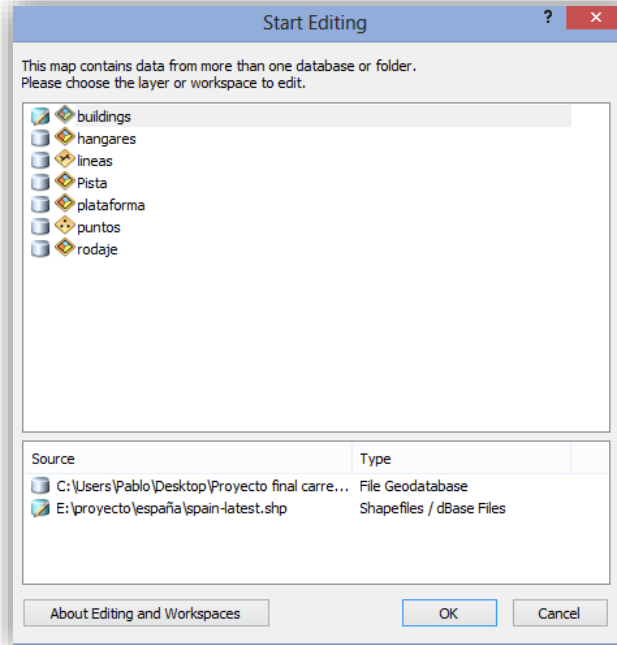 Start Editing
?
This map contains data from more than one database or folder.
Please choose the layer or workspace to edit.
buildings
hangares
lineas
Pista
plataforma
puntos
rodaje
Source Type
C:\Users\Pablo\Desktop\Proyecto final carre... File Geodatabase
E:\proyecto\españa\spain-latest.shp Shapefiles / dBase Files
About Editing and Workspaces OK Cancel